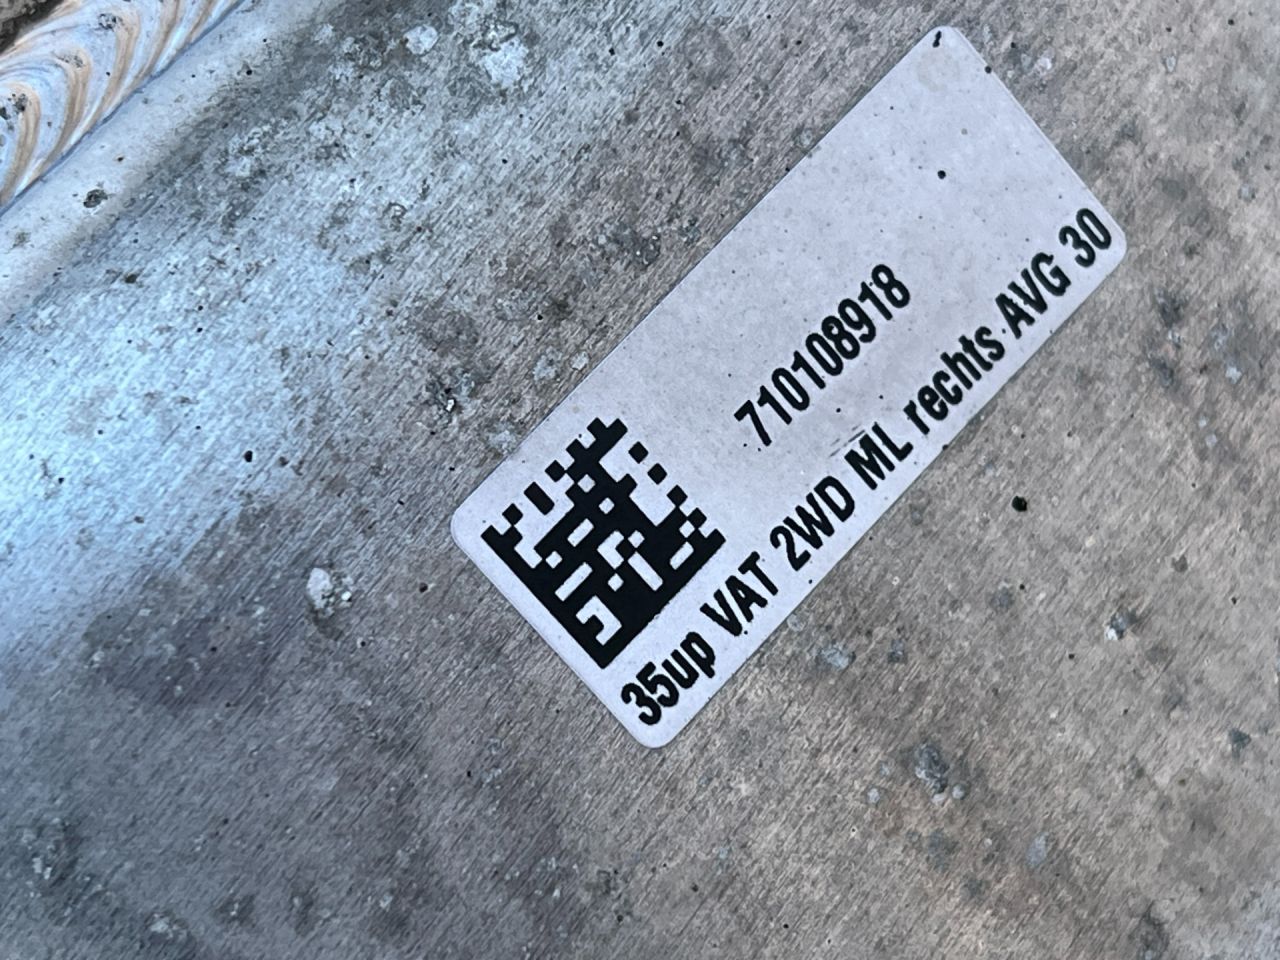 710108918
35up VAT 2WD ML rechts AVG 30